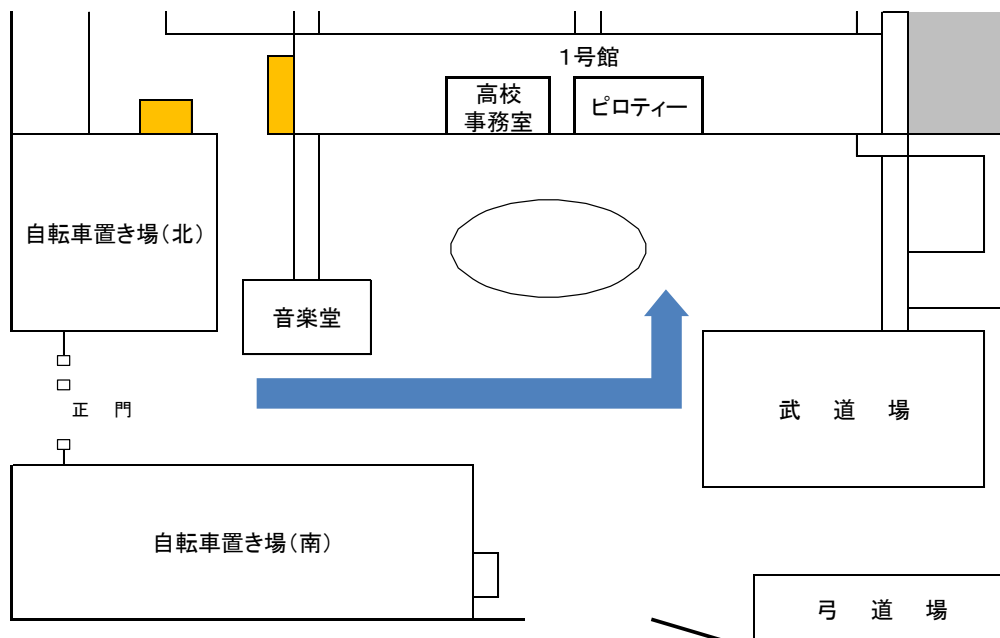 1号館
高校
事務室
ピロティー
自転車置き場(北)
音楽堂
正 門
武 道 場
自転車置き場(南)
弓 道 場